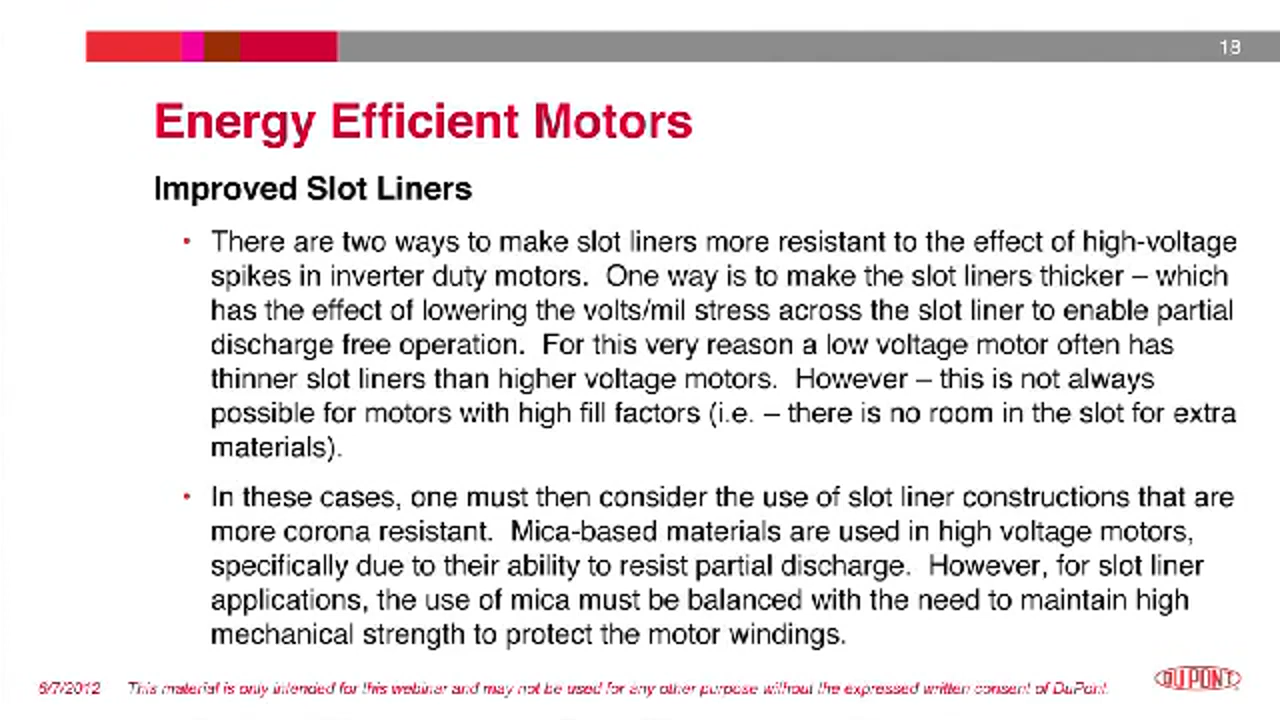 18
Energy Efficient Motors
Improved Slot Liners
• There are two ways to make slot liners more resistant to the effect of high-voltage
spikes in inverter duty motors.  One way is to make the slot liners thicker – which
has the effect of lowering the volts/mil stress across the slot liner to enable partial
discharge free operation.  For this very reason a low voltage motor often has
thinner slot liners than higher voltage motors.  However – this is not always
possible for motors with high fill factors (i.e. – there is no room in the slot for extra
materials).
• In these cases, one must then consider the use of slot liner constructions that are
more corona resistant.  Mica-based materials are used in high voltage motors,
specifically due to their ability to resist partial discharge.  However, for slot liner
applications, the use of mica must be balanced with the need to maintain high
mechanical strength to protect the motor windings.
6/7/2012 This material is only intended for this webinar and may not be used for any other purpose without the expressed written consent of DuPont.
DUPONT